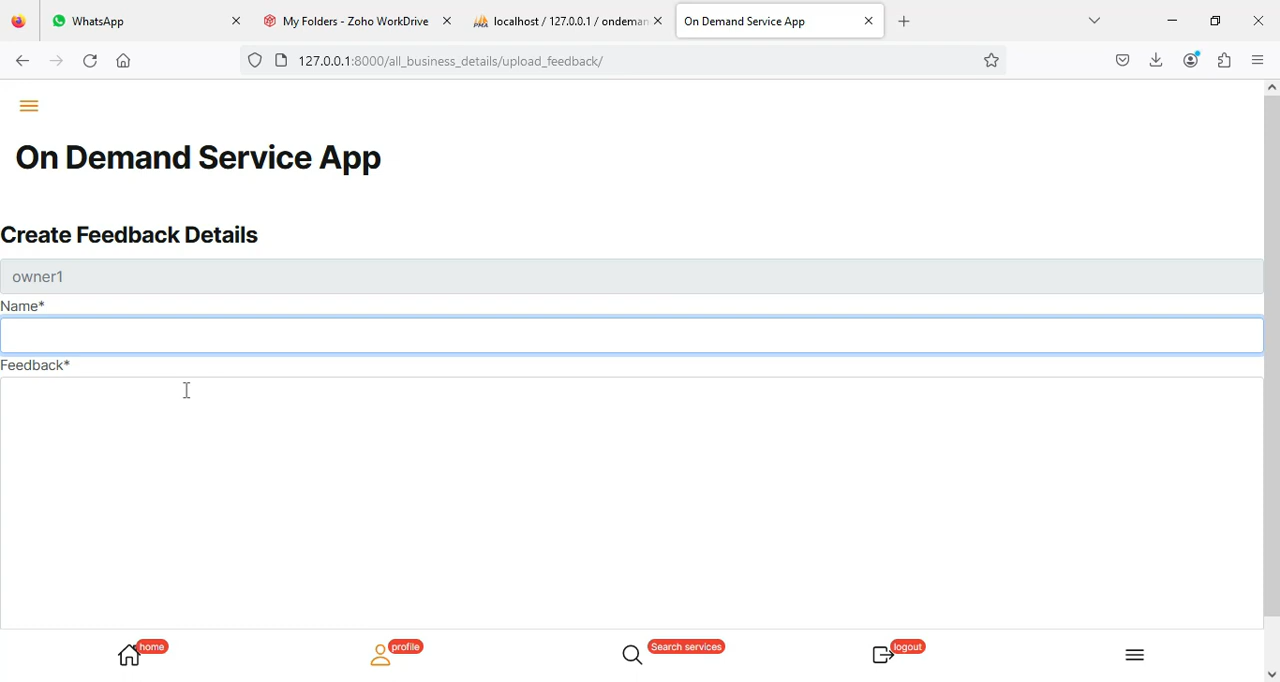 WhatsApp
My Folders - Zoho WorkDrive
localhost / 127.0.0.1 / ondeman
On Demand Service App
127.0.0.1:8000/all_business_details/upload_feedback/
On Demand Service App
Create Feedback Details
owner1
Name*
Feedback*
home
profile
Search services
logout